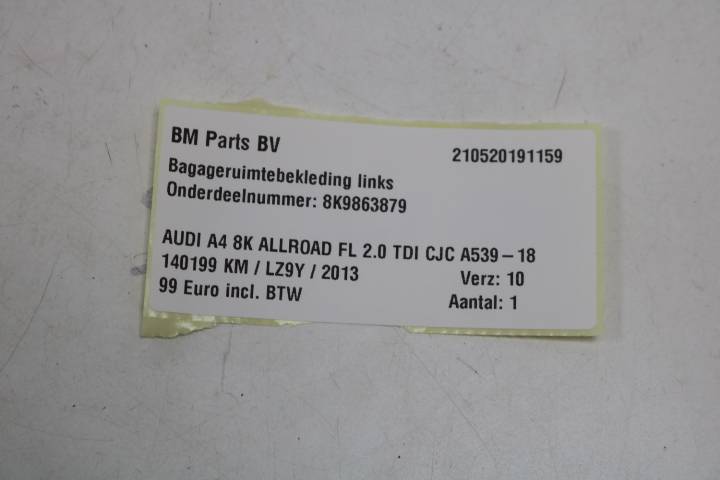 BM Parts BV 210520191159
Bagageruimtebekleding links
Onderdeelnummer: 8K9863879
AUDI A4 8K ALLROAD FL 2.0 TDI CJC A539-18
140199 KM / LZ9Y / 2013 Verz: 10
99 Euro incl. BTW Aantal: 1